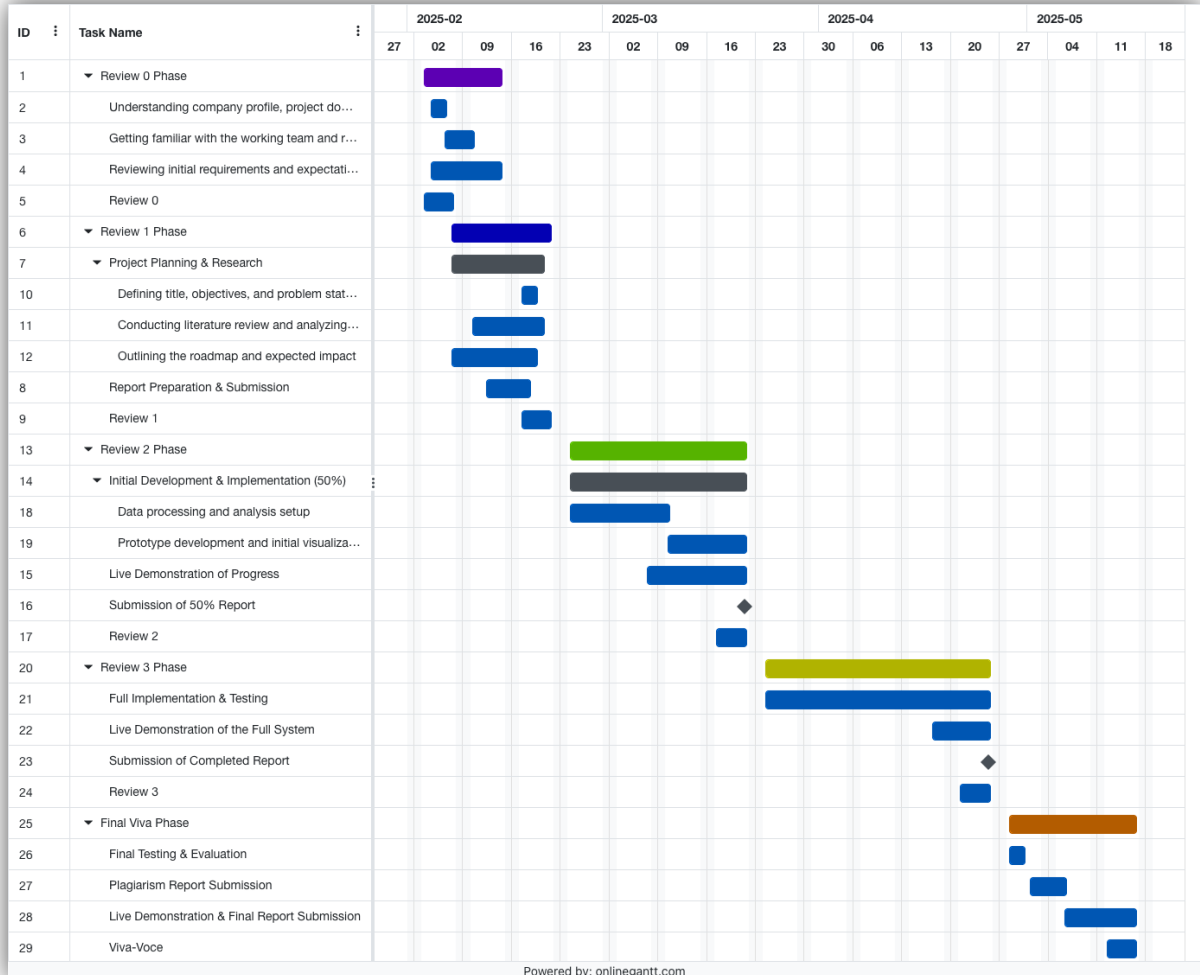 ID Task Name 2025-02 2025-03 2025-04 2025-05
27 02 09 16 23 02 09 16 23 30 06 13 20 27 04 11 18
1 Review 0 Phase
2 Understanding company profile, project do...
3 Getting familiar with the working team and r...
4 Reviewing initial requirements and expectati...
5 Review 0
6 Review 1 Phase
7 Project Planning & Research
10 Defining title, objectives, and problem stat...
11 Conducting literature review and analyzing...
12 Outlining the roadmap and expected impact
8 Report Preparation & Submission
9 Review 1
13 Review 2 Phase
14 Initial Development & Implementation (50%)
18 Data processing and analysis setup
19 Prototype development and initial visualiza...
15 Live Demonstration of Progress
16 Submission of 50% Report
17 Review 2
20 Review 3 Phase
21 Full Implementation & Testing
22 Live Demonstration of the Full System
23 Submission of Completed Report
24 Review 3
25 Final Viva Phase
26 Final Testing & Evaluation
27 Plagiarism Report Submission
28 Live Demonstration & Final Report Submission
29 Viva-Voce
Powered by: onlinegantt.com